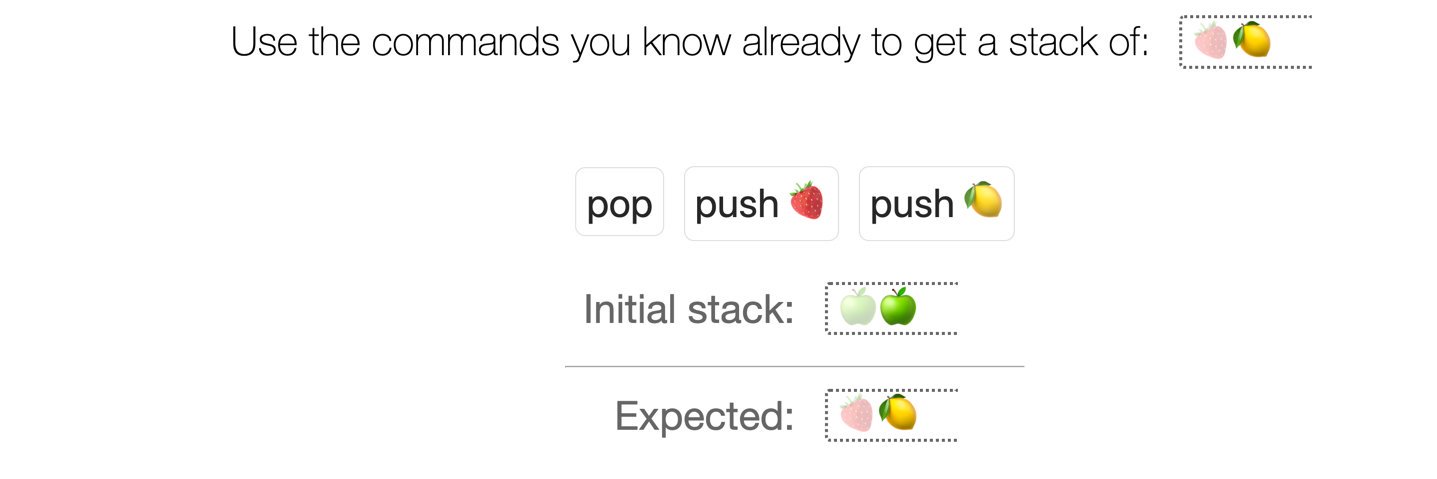 Use the commands you know already to get a stack of:
pop push push
Initial stack:
Expected: